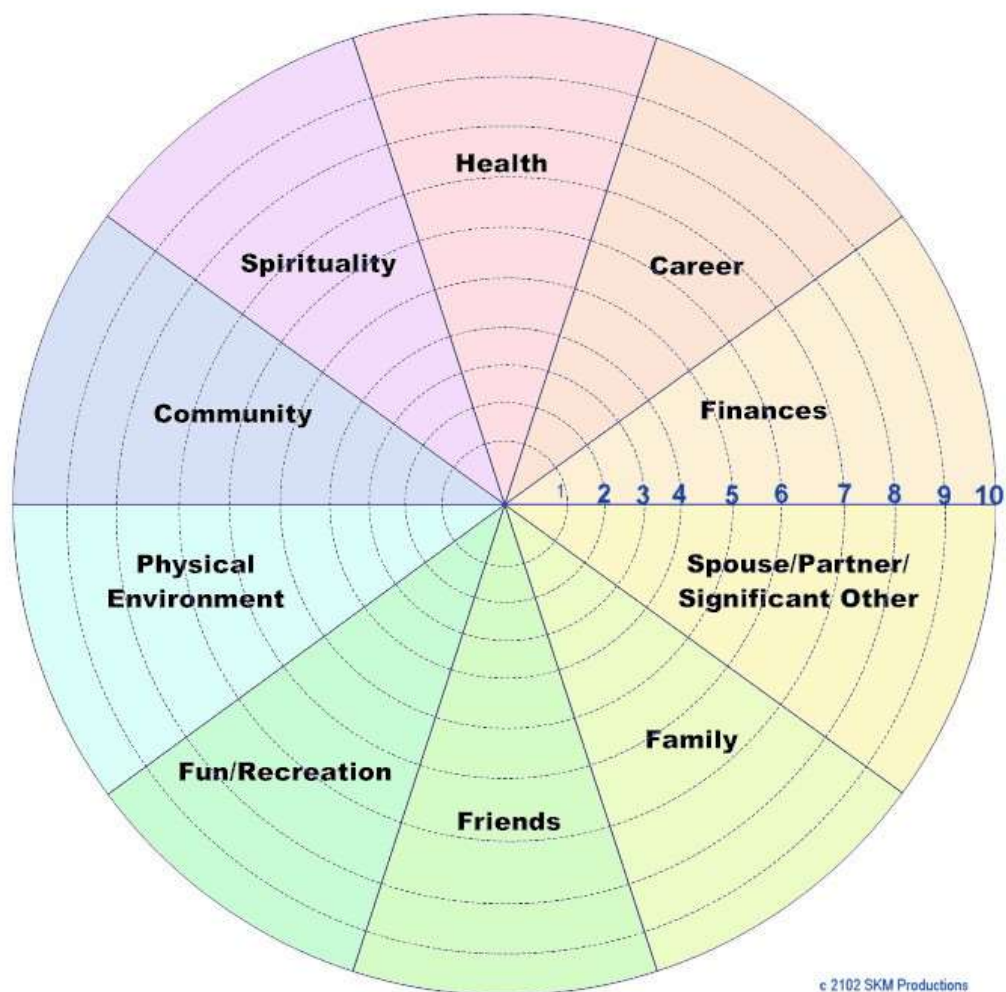 Health
Spirituality
Career
Community
Finances
1 2 3 4 5 6 7 8 9 10
Physical
Environment
Spouse/Partner/
Significant Other
Family
Fun/Recreation
Friends
c 2102 SKM Productions